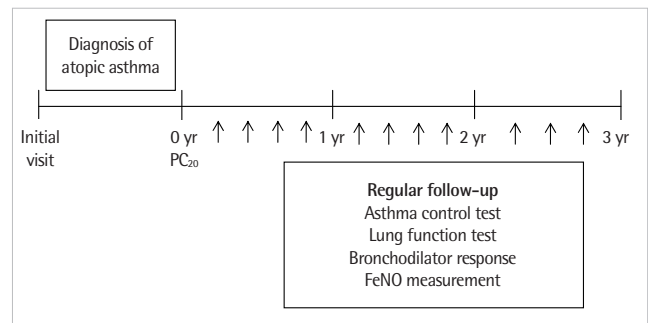 Diagnosis of
atopic asthma
Initial
visit
0 yr
PC₂₀
1 yr
2 yr
3 yr
Regular follow-up
Asthma control test
Lung function test
Bronchodilator response
FeNO measurement